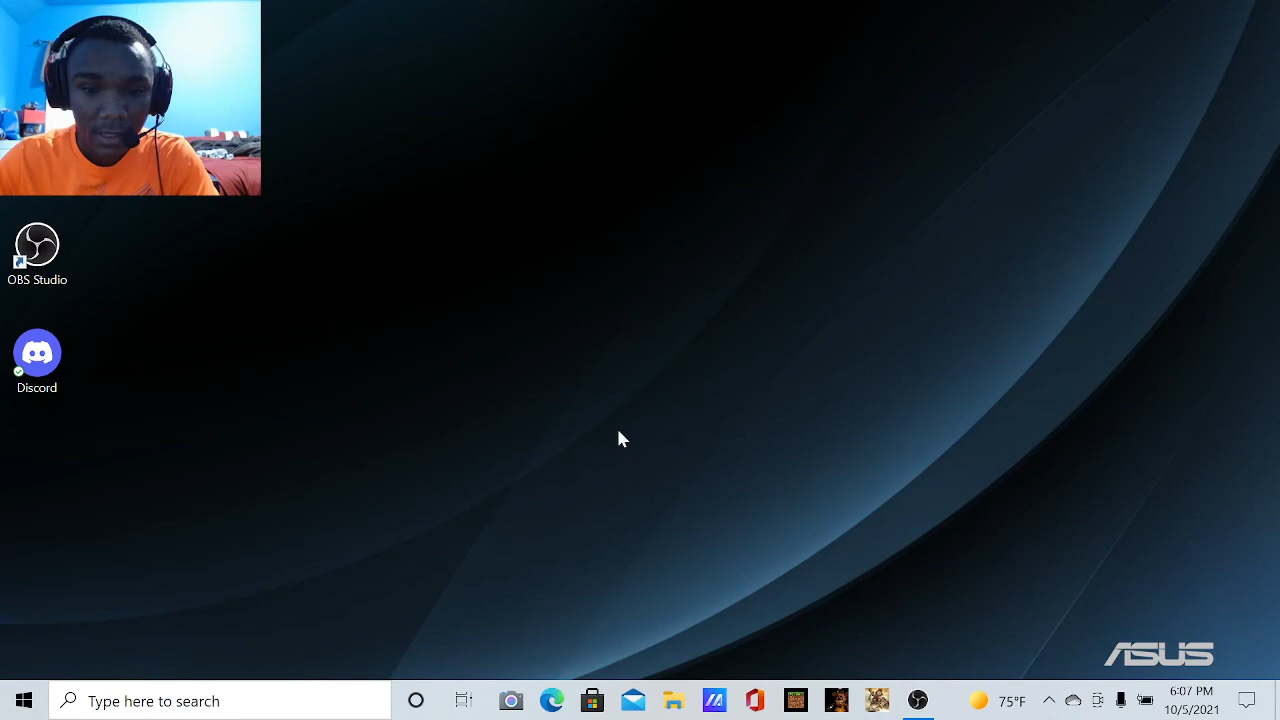 OBS Studio
Discord
ASUS
Type here to search
75°F
6:07 PM
10/5/2021